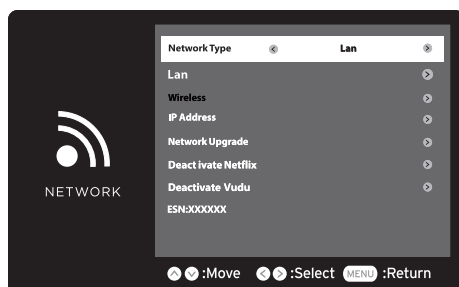 Network Type Lan
Lan
Wireless
IP Address
Network Upgrade
Deact ivate Netflix
Deactivate Vudu
ESN:XXXXXX
NETWORK
:Move :Select MENU :Return